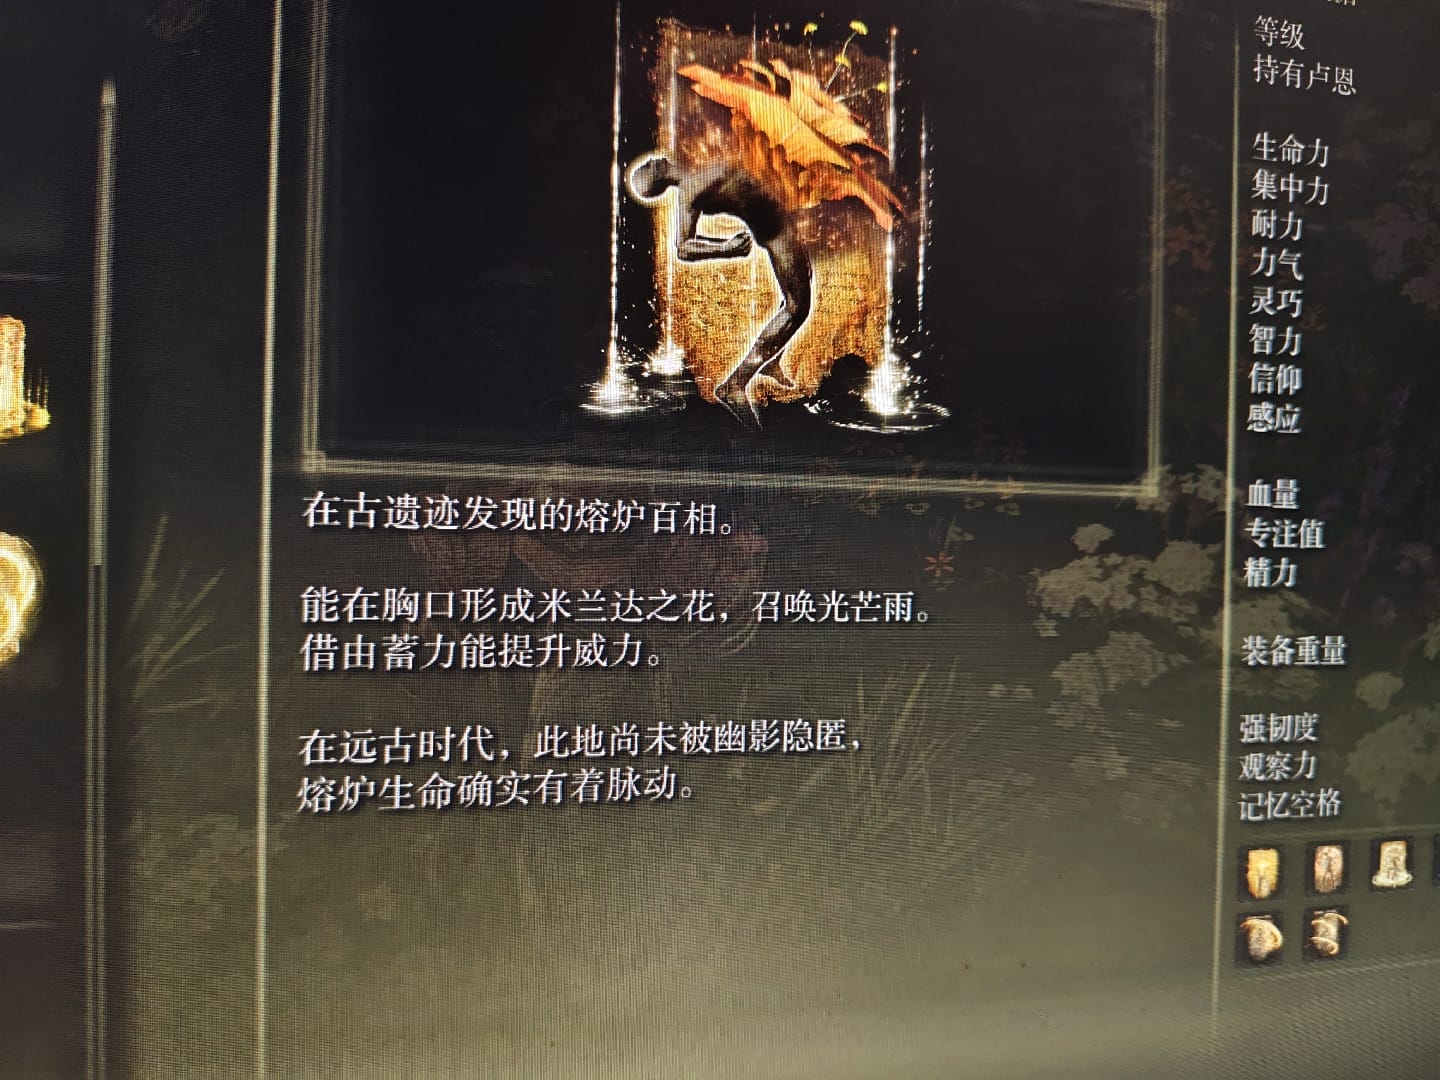 在古遗迹发现的熔炉百相。
能在胸口形成米兰达之花，召唤光芒雨。
借由蓄力能提升威力。
在远古时代，此地尚未被幽影隐匿，
熔炉生命确实有着脉动。
等级
持有卢恩
生命力
集中力
耐力
力气
灵巧
智力
信仰
感应
血量
专注值
精力
装备重量
强韧度
观察力
记忆空格